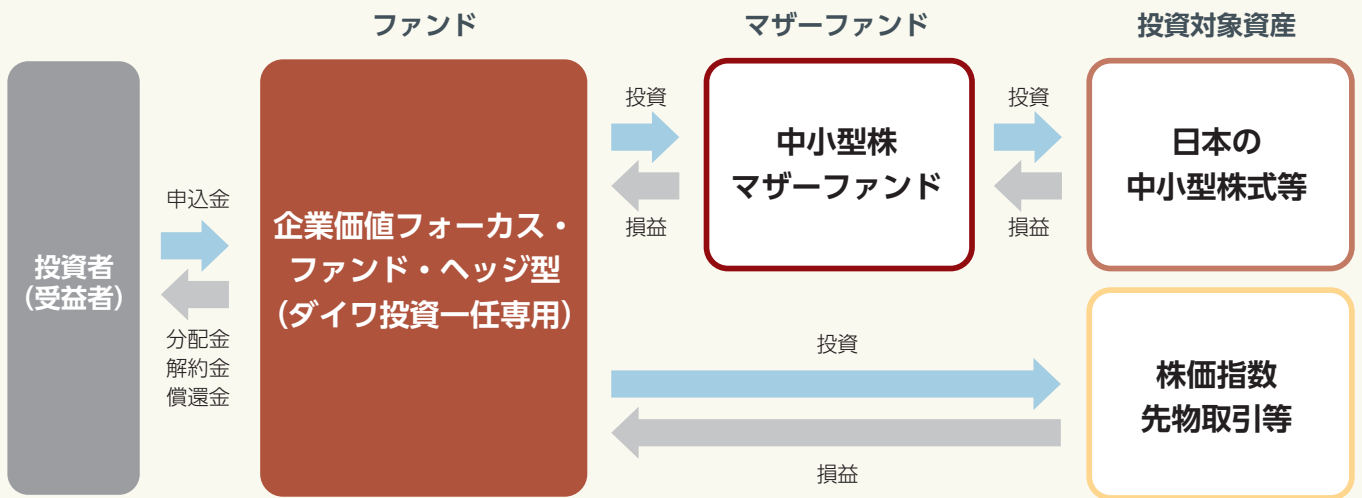 ファンド
マザーファンド
投資対象資産
投資者
（受益者）
申込金
分配金
解約金
償還金
企業価値フォーカス・
ファンド・ヘッジ型
（ダイワ投資一任専用）
投資
損益
中小型株
マザーファンド
投資
損益
日本の
中小型株式等
投資
損益
株価指数
先物取引等